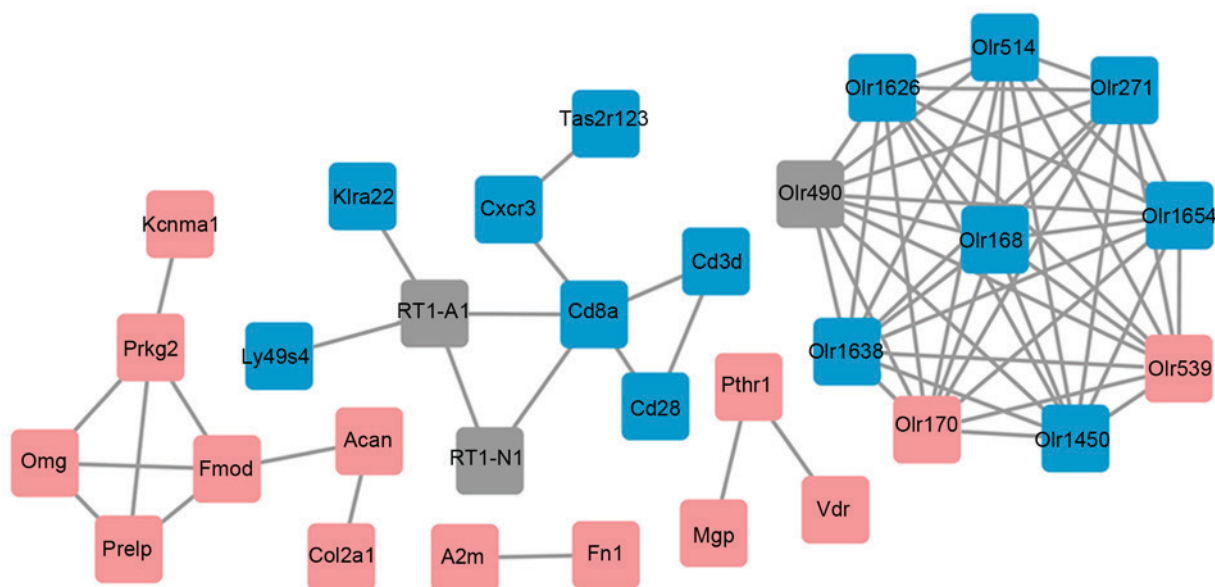 Olr514
Olr1626
Olr271
Tas2r123
Klra22
Cxcr3
Olr490
Kcnma1
Olr1654
Olr168
Cd3d
RT1-A1
Cd8a
Prkg2
Ly49s4
Olr1638
Olr539
Pthr1
Cd28
Olr170
Acan
Olr1450
Omg
Fmod
RT1-N1
Vdr
Mgp
Prelp
Col2a1
A2m
Fn1